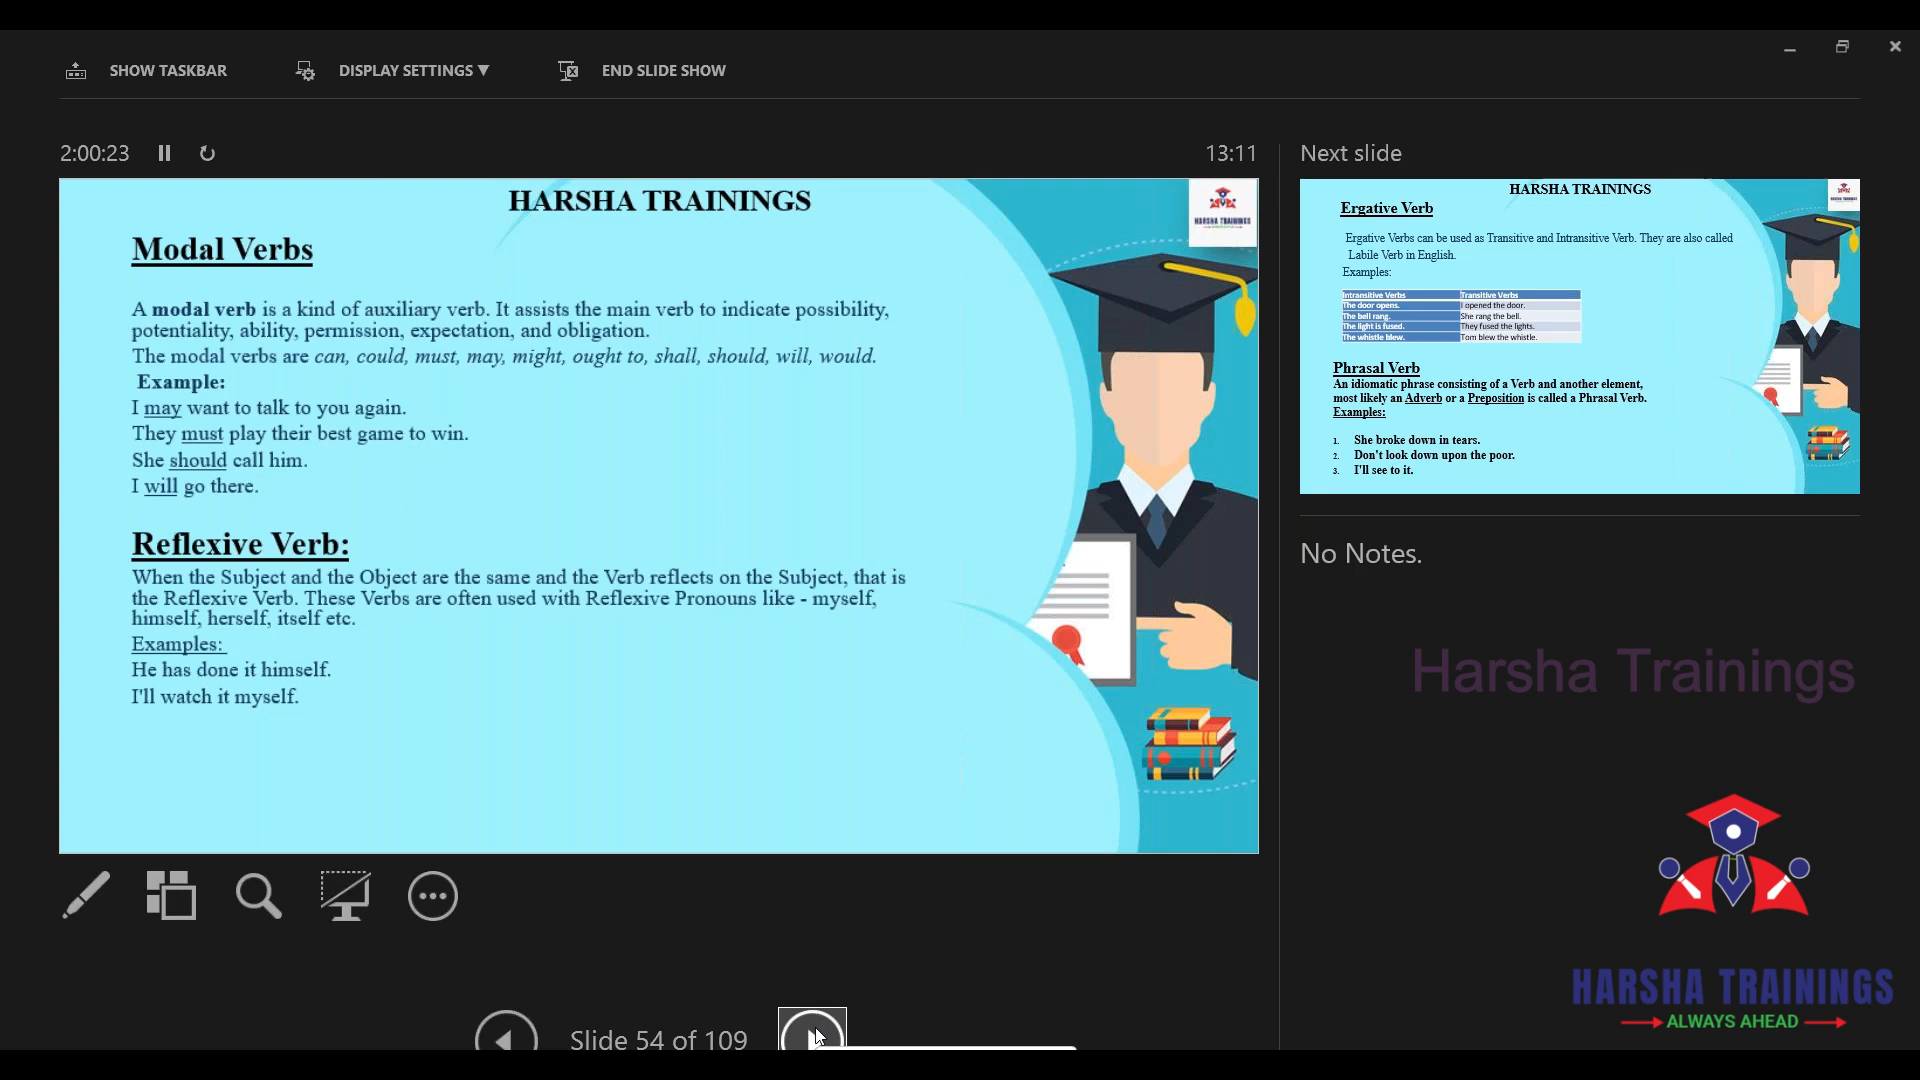 SHOW TASKBAR
DISPLAY SETTINGS ▼
END SLIDE SHOW
2:00:23
13:11
HARSHA TRAININGS
HARSHA TRAININGS
Modal Verbs
A modal verb is a kind of auxiliary verb. It assists the main verb to indicate possibility,
potentiality, ability, permission, expectation, and obligation.
The modal verbs are can, could, must, may, might, ought to, shall, should, will, would.
Example:
I may want to talk to you again.
They must play their best game to win.
She should call him.
I will go there.
Reflexive Verb:
When the Subject and the Object are the same and the Verb reflects on the Subject, that is
the Reflexive Verb. These Verbs are often used with Reflexive Pronouns like - myself,
himself, herself, itself etc.
Examples:
He has done it himself.
I'll watch it myself.
Slide 54 of 109
Next slide
HARSHA TRAININGS
Ergative Verb
Ergative Verbs can be used as Transitive and Intransitive Verb. They are also called
Labile Verb in English.
Examples:
Intransitive Verbs Transitive Verbs
The door opens. I opened the door.
The bell rang. She rang the bell.
The light is fused. They fused the lights.
The whistle blew. Tom blew the whistle.
Phrasal Verb
An idiomatic phrase consisting of a Verb and another element,
most likely an Adverb or a Preposition is called a Phrasal Verb.
Examples:
1. She broke down in tears.
2. Don't look down upon the poor.
3. I'll see to it.
No Notes.
Harsha Trainings
HARSHA TRAININGS
ALWAYS AHEAD